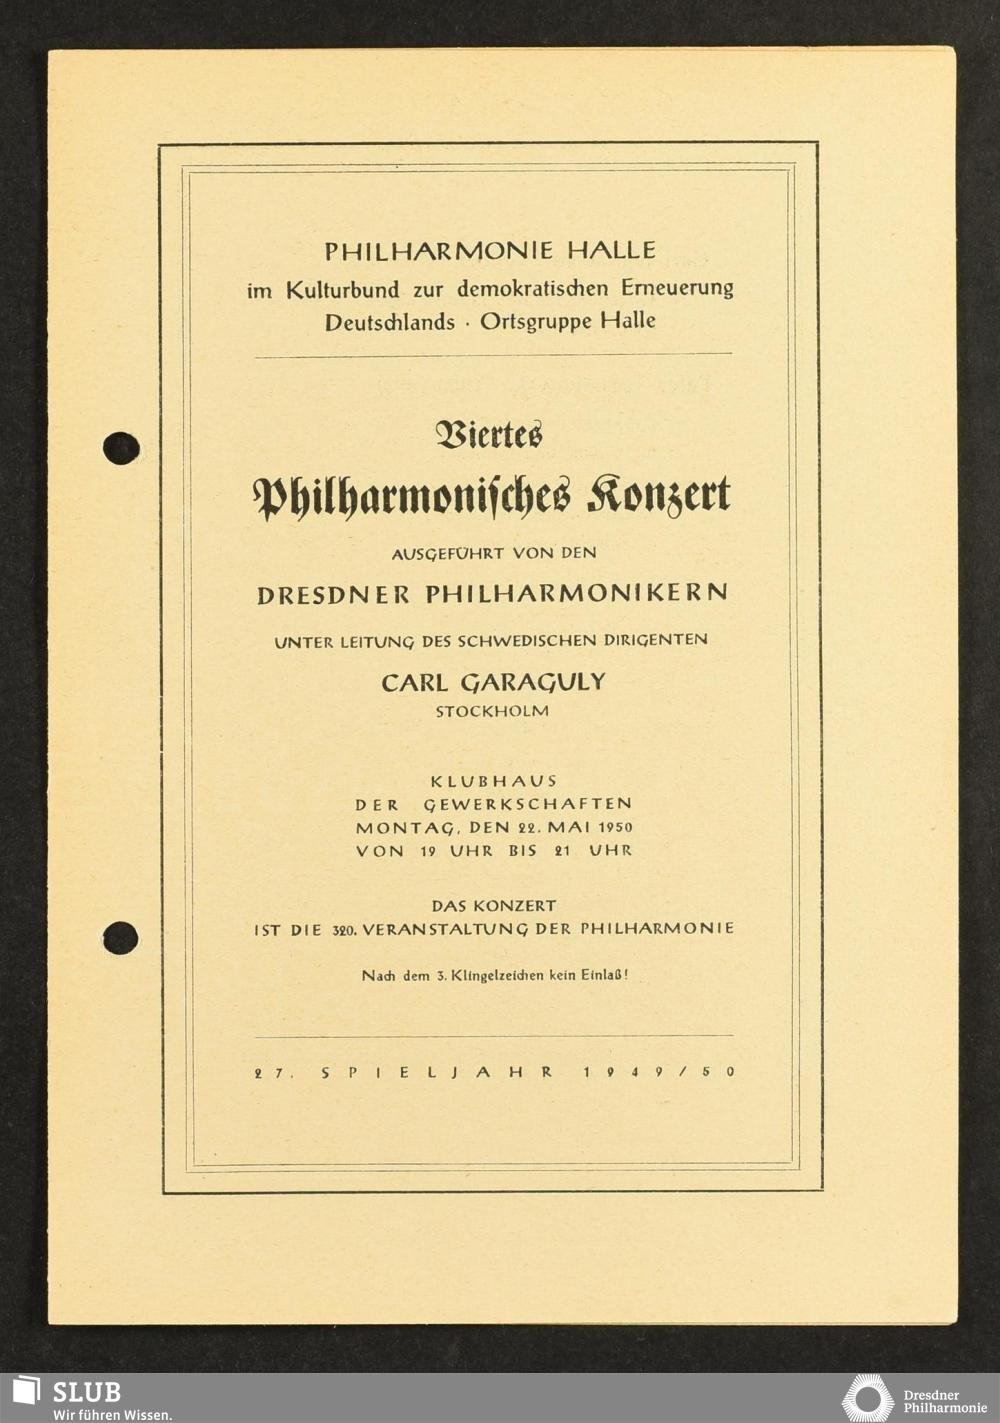 PHILHARMONIE HALLE
im Kulturbund zur demokratischen Erneuerung
Deutschlands · Ortsgruppe Halle
Viertes
Philharmonisches Konzert
AUSGEFÜHRT VON DEN
DRESDNER PHILHARMONIKERN
UNTER LEITUNG DES SCHWEDISCHEN DIRIGENTEN
CARL GARAGULY
STOCKHOLM
KLUBHAUS
DER GEWERKSCHAFTEN
MONTAG, DEN 22. MAI 1950
VON 19 UHR BIS 21 UHR
DAS KONZERT
IST DIE 320. VERANSTALTUNG DER PHILHARMONIE
Nach dem 3. Klingelzeichen kein Einlaß!
27. SPIELJAHR 1949/50
SLUB
Wir führen Wissen.
Dresdner
Philharmonie